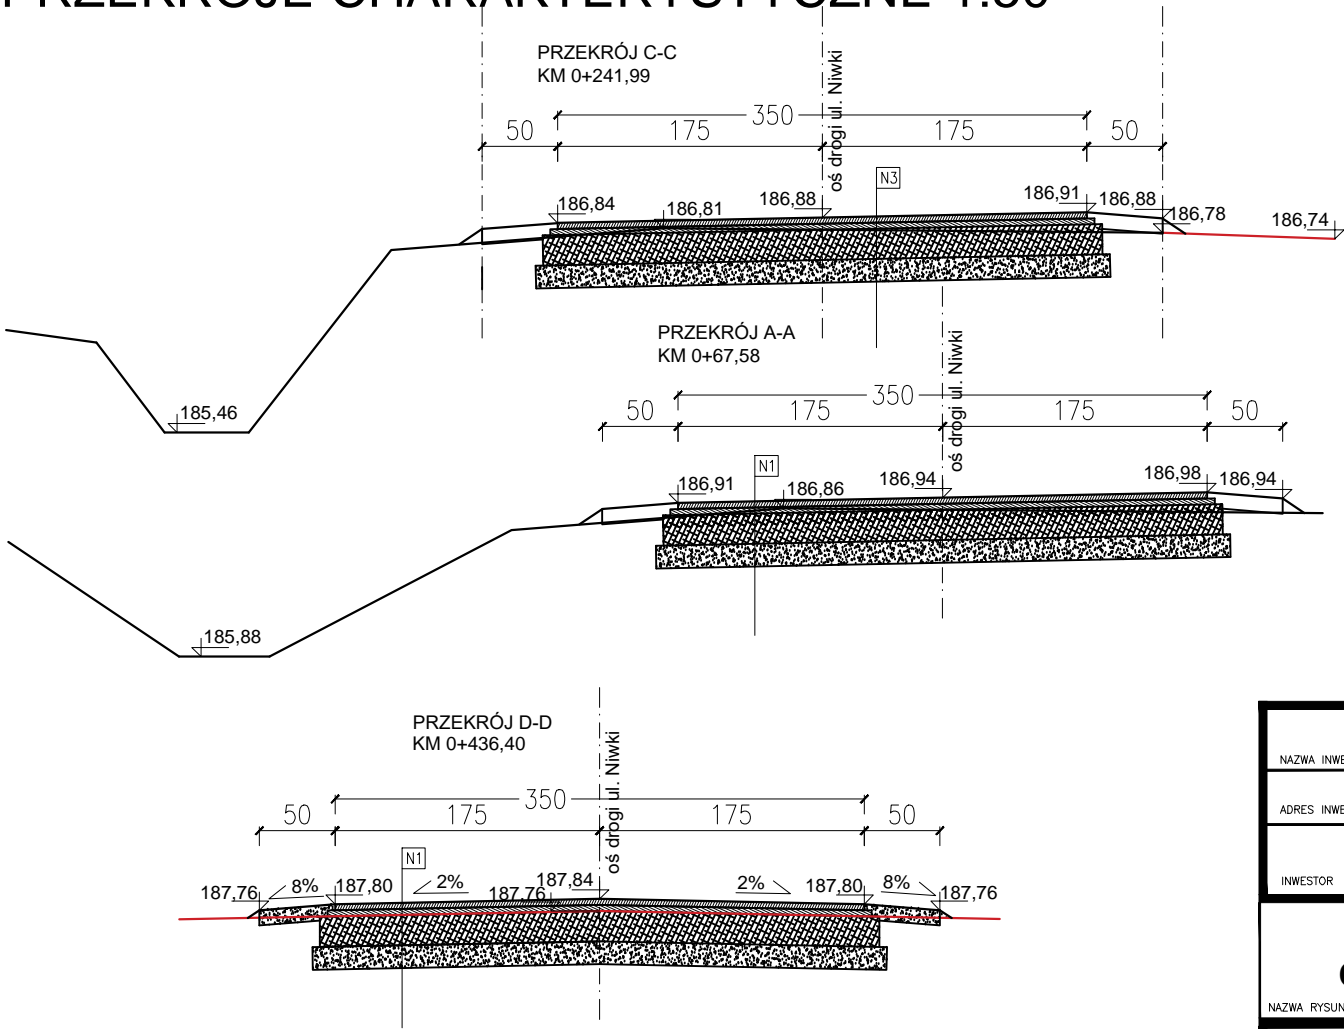 PRZEKROJE CHARAKTERYSTYCZNE 1:50
PRZEKRÓJ C-C
KM 0+241,99
oś drogi ul. Niwki
350
50 175 175 50
N3
186,84 186,81 186,88 186,91 186,88 186,78 186,74
185,46
PRZEKRÓJ A-A
KM 0+67,58
oś drogi ul. Niwki
350
50 175 175 50
N1
186,91 186,86 186,94 186,98 186,94
185,88
PRZEKRÓJ D-D
KM 0+436,40
oś drogi ul. Niwki
350
50 175 175 50
N1
187,76 8% 187,80 2% 187,76 187,84 2% 187,80 8% 187,76
NAZWA INWE
ADRES INWE
INWESTOR
NAZWA RYSUN